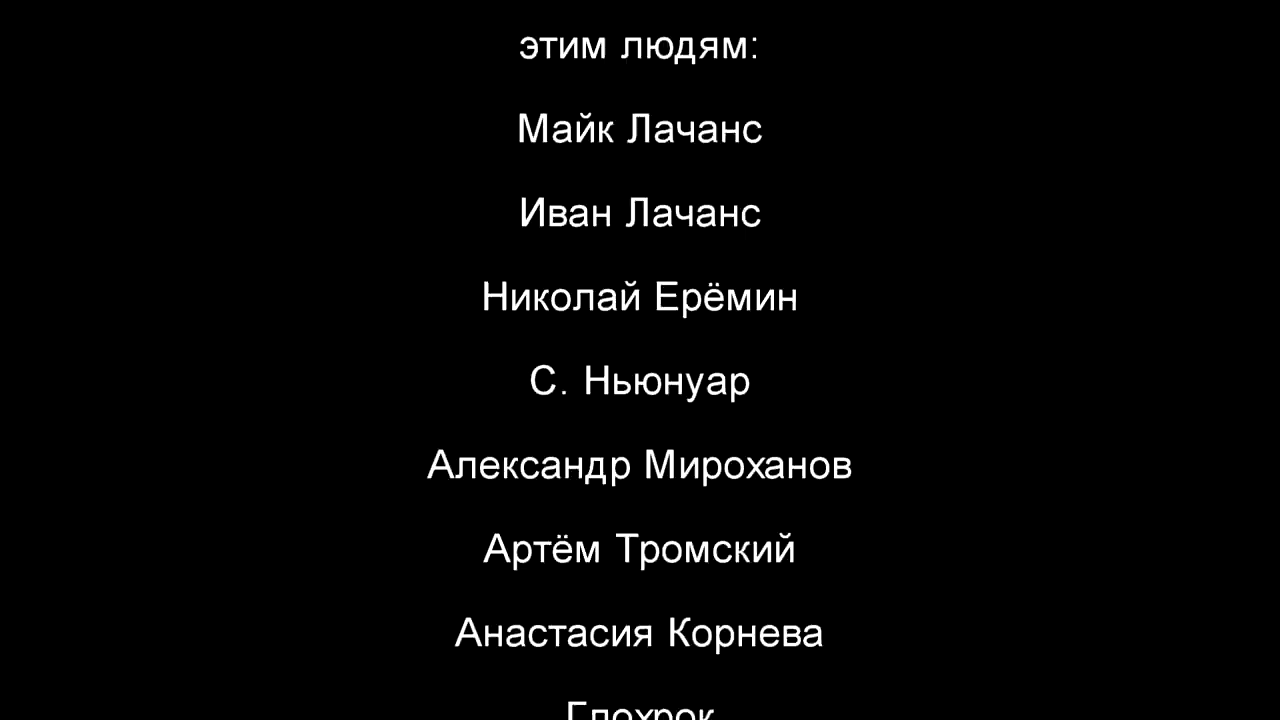 этим людям:
Майк Лачанс
Иван Лачанс
Николай Ерёмин
С. Ньюнуар
Александр Мироханов
Артём Тромский
Анастасия Корнева